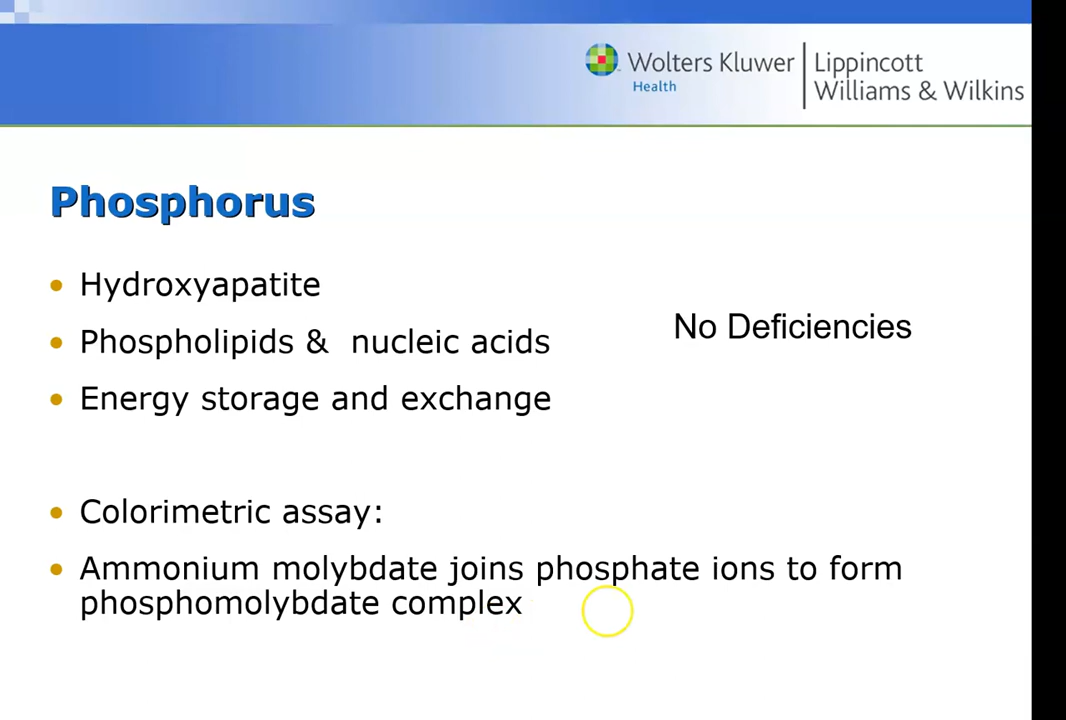 Wolters Kluwer
Health
Lippincott
Williams & Wilkins
Phosphorus
• Hydroxyapatite
• Phospholipids & nucleic acids
• Energy storage and exchange
No Deficiencies
• Colorimetric assay:
• Ammonium molybdate joins phosphate ions to form
phosphomolybdate complex